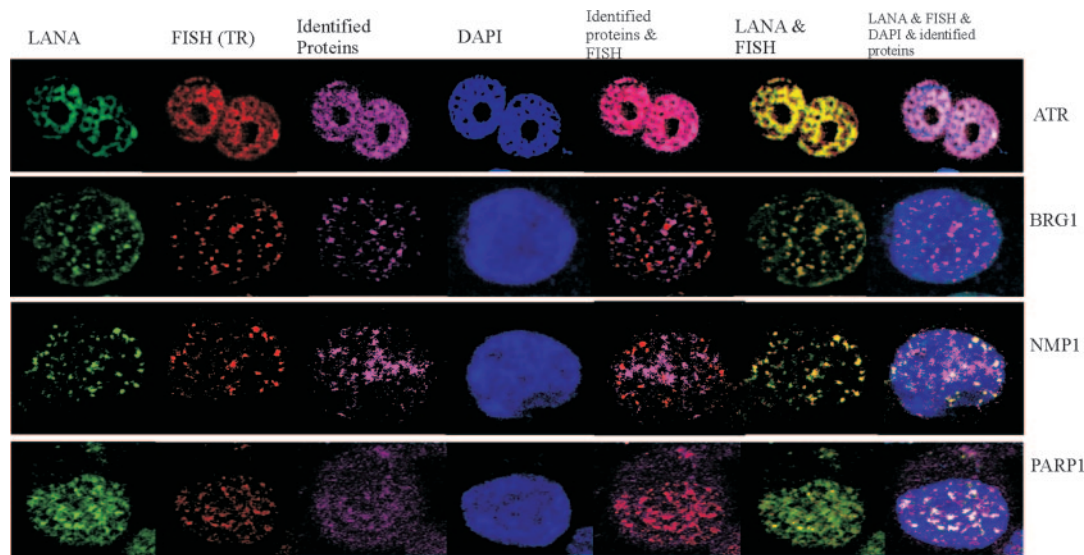 LANA
FISH (TR)
Identified
Proteins
DAPI
Identified
proteins &
FISH
LANA &
FISH
LANA & FISH &
DAPI & identified
proteins
ATR
BRG1
NMP1
PARP1